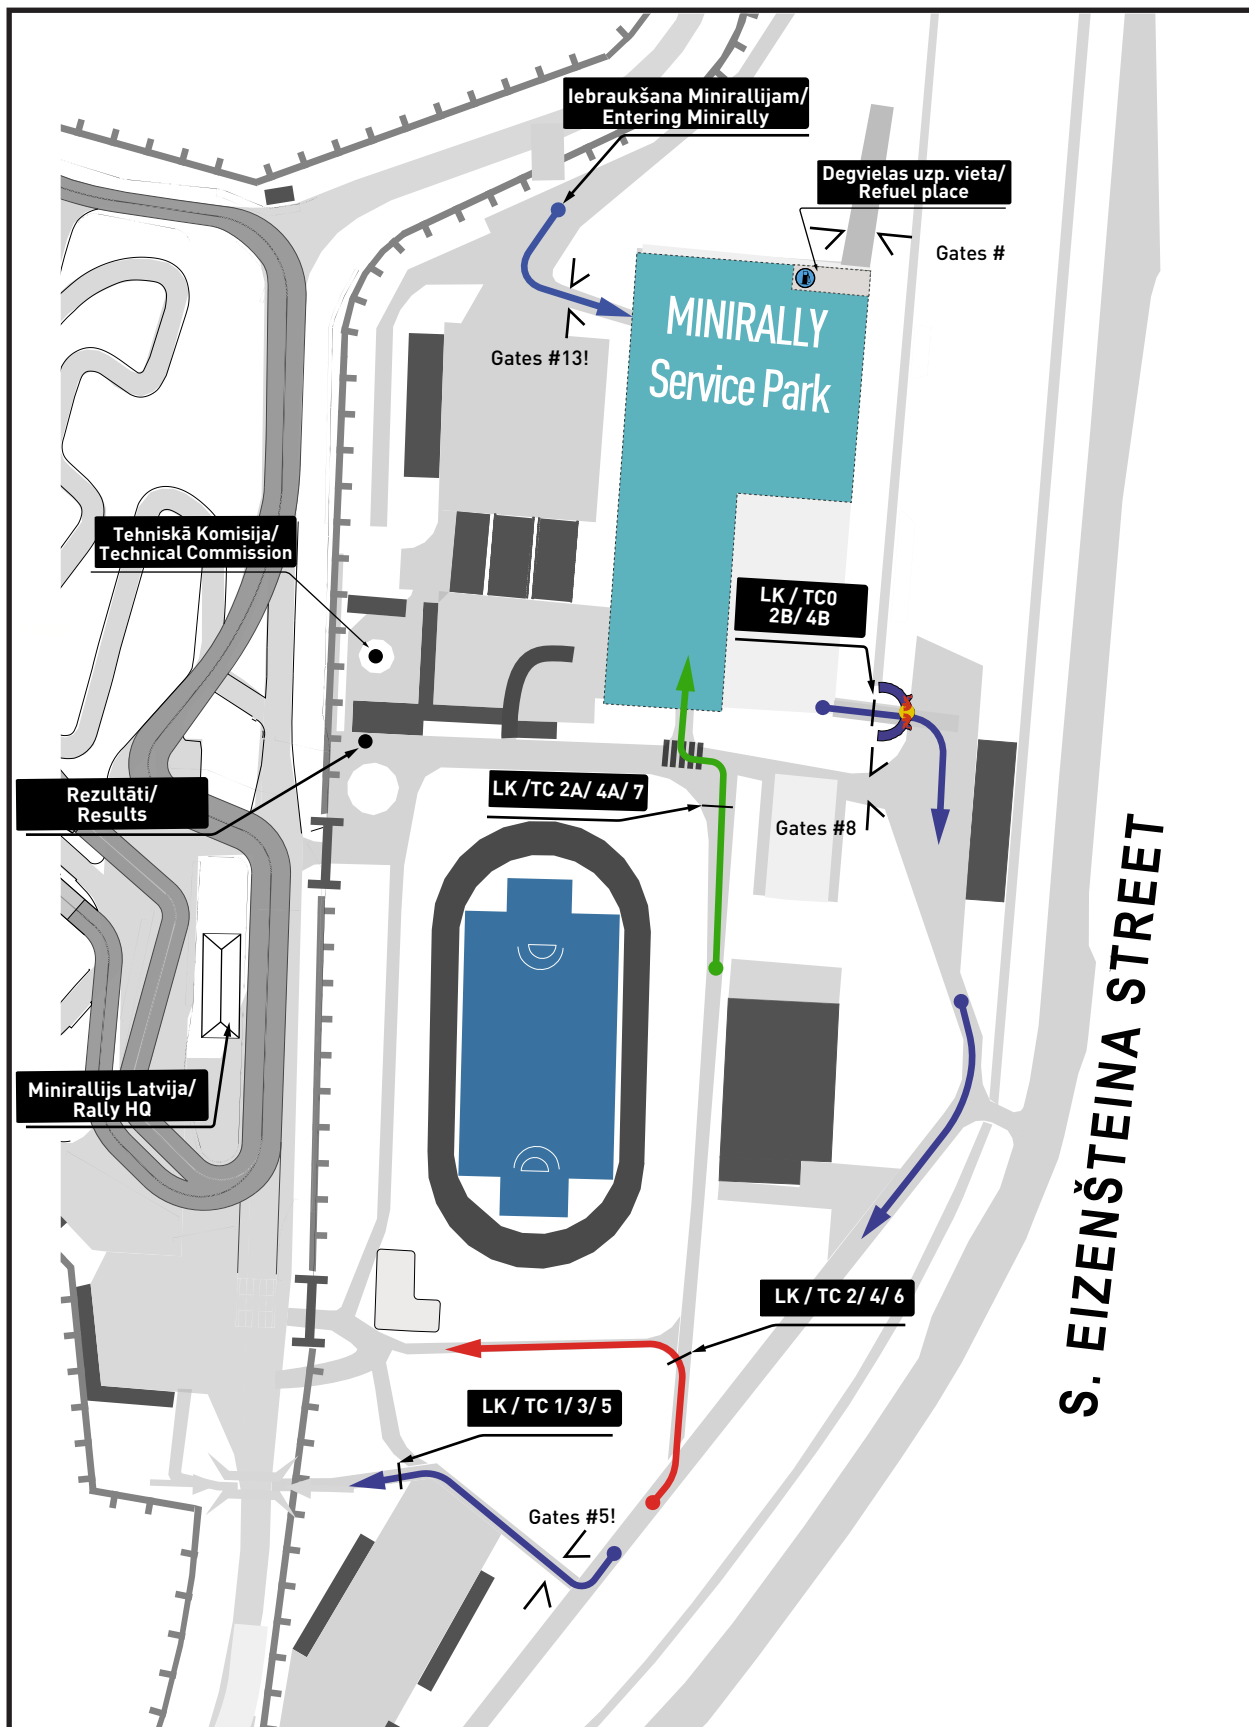 Iebraukšana Minirallijam/
Entering Minirally
Degvielas uzp. vieta/
Refuel place
Gates #
MINIRALLY
Service Park
Gates #13!
Tehniskā Komisija/
Technical Commission
LK / TC0
2B/ 4B
Rezultāti/
Results
LK /TC 2A/ 4A/ 7
Gates #8
S. EIZENŠTEINA STREET
Minirallijs Latvija/
Rally HQ
LK / TC 2/ 4/ 6
LK / TC 1/ 3/ 5
Gates #5!